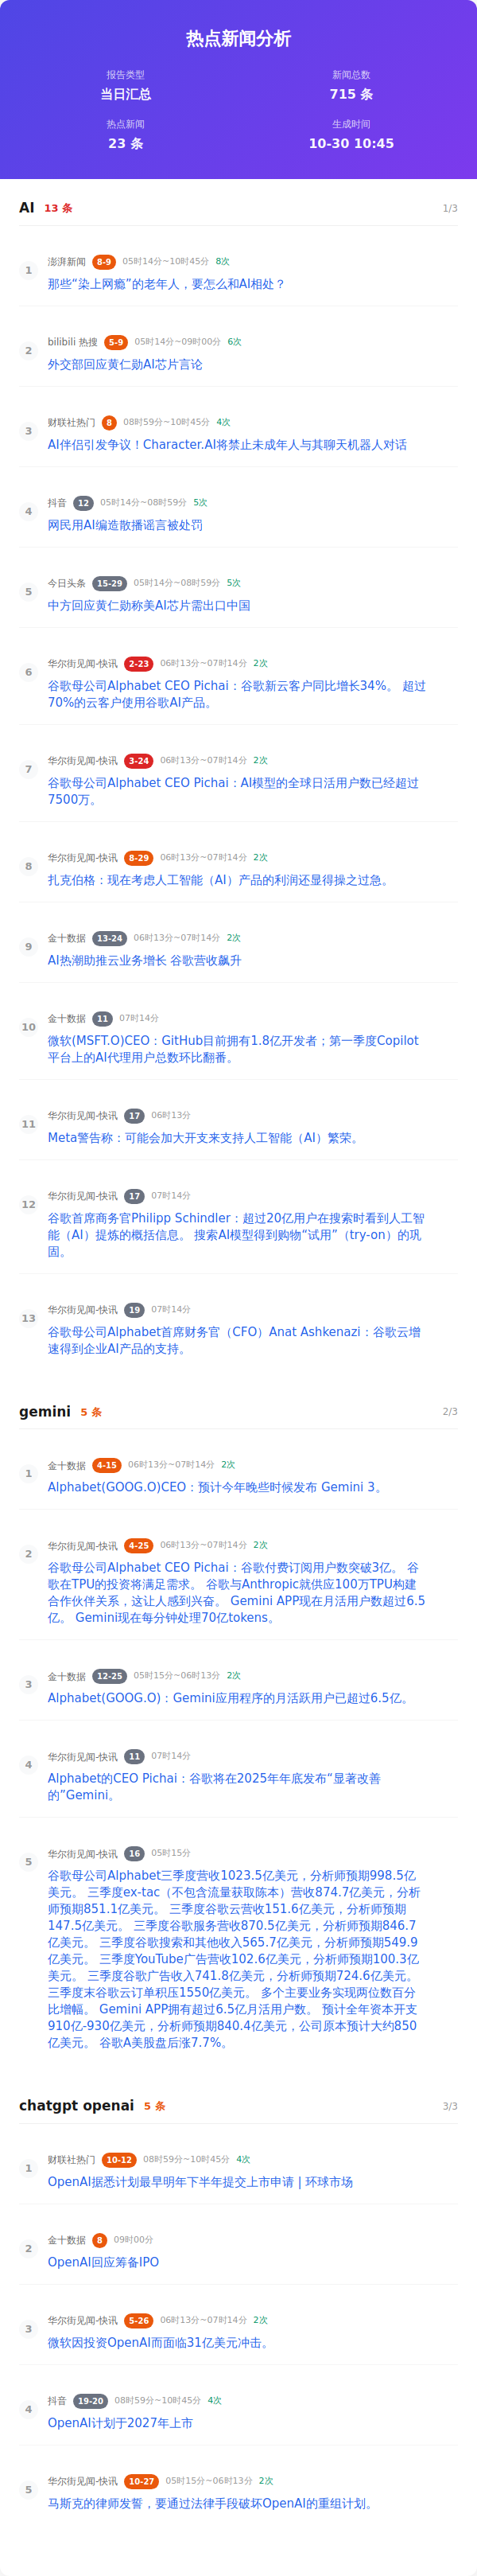 热点新闻分析
报告类型
新闻总数
当日汇总
715 条
热点新闻
生成时间
23 条
10-30 10:45
AI 13 条 1/3
1
澎湃新闻 8-9 05时14分~10时45分 8次
那些“染上网瘾”的老年人，要怎么和AI相处？
2
bilibili 热搜 5-9 05时14分~09时00分 6次
外交部回应黄仁勋AI芯片言论
3
财联社热门 8 08时59分~10时45分 4次
AI伴侣引发争议！Character.AI将禁止未成年人与其聊天机器人对话
4
抖音 12 05时14分~08时59分 5次
网民用AI编造散播谣言被处罚
5
今日头条 15-29 05时14分~08时59分 5次
中方回应黄仁勋称美AI芯片需出口中国
6
华尔街见闻-快讯 2-23 06时13分~07时14分 2次
谷歌母公司Alphabet CEO Pichai：谷歌新云客户同比增长34%。 超过
70%的云客户使用谷歌AI产品。
7
华尔街见闻-快讯 3-24 06时13分~07时14分 2次
谷歌母公司Alphabet CEO Pichai：AI模型的全球日活用户数已经超过
7500万。
8
华尔街见闻-快讯 8-29 06时13分~07时14分 2次
扎克伯格：现在考虑人工智能（AI）产品的利润还显得操之过急。
9
金十数据 13-24 06时13分~07时14分 2次
AI热潮助推云业务增长 谷歌营收飙升
10
金十数据 11 07时14分
微软(MSFT.O)CEO：GitHub目前拥有1.8亿开发者；第一季度Copilot
平台上的AI代理用户总数环比翻番。
11
华尔街见闻-快讯 17 06时13分
Meta警告称：可能会加大开支来支持人工智能（AI）繁荣。
12
华尔街见闻-快讯 17 07时14分
谷歌首席商务官Philipp Schindler：超过20亿用户在搜索时看到人工智
能（AI）提炼的概括信息。 搜索AI模型得到购物“试用”（try-on）的巩
固。
13
华尔街见闻-快讯 19 07时14分
谷歌母公司Alphabet首席财务官（CFO）Anat Ashkenazi：谷歌云增
速得到企业AI产品的支持。
gemini 5 条 2/3
1
金十数据 4-15 06时13分~07时14分 2次
Alphabet(GOOG.O)CEO：预计今年晚些时候发布 Gemini 3。
2
华尔街见闻-快讯 4-25 06时13分~07时14分 2次
谷歌母公司Alphabet CEO Pichai：谷歌付费订阅用户数突破3亿。 谷
歌在TPU的投资将满足需求。 谷歌与Anthropic就供应100万TPU构建
合作伙伴关系，这让人感到兴奋。 Gemini APP现在月活用户数超过6.5
亿。 Gemini现在每分钟处理70亿tokens。
3
金十数据 12-25 05时15分~06时13分 2次
Alphabet(GOOG.O)：Gemini应用程序的月活跃用户已超过6.5亿。
4
华尔街见闻-快讯 11 07时14分
Alphabet的CEO Pichai：谷歌将在2025年年底发布“显著改善
的”Gemini。
5
华尔街见闻-快讯 16 05时15分
谷歌母公司Alphabet三季度营收1023.5亿美元，分析师预期998.5亿
美元。 三季度ex-tac（不包含流量获取陈本）营收874.7亿美元，分析
师预期851.1亿美元。 三季度谷歌云营收151.6亿美元，分析师预期
147.5亿美元。 三季度谷歌服务营收870.5亿美元，分析师预期846.7
亿美元。 三季度谷歌搜索和其他收入565.7亿美元，分析师预期549.9
亿美元。 三季度YouTube广告营收102.6亿美元，分析师预期100.3亿
美元。 三季度谷歌广告收入741.8亿美元，分析师预期724.6亿美元。
三季度末谷歌云订单积压1550亿美元。 多个主要业务实现两位数百分
比增幅。 Gemini APP拥有超过6.5亿月活用户数。 预计全年资本开支
910亿-930亿美元，分析师预期840.4亿美元，公司原本预计大约850
亿美元。 谷歌A美股盘后涨7.7%。
chatgpt openai 5 条 3/3
1
财联社热门 10-12 08时59分~10时45分 4次
OpenAI据悉计划最早明年下半年提交上市申请 | 环球市场
2
金十数据 8 09时00分
OpenAI回应筹备IPO
3
华尔街见闻-快讯 5-26 06时13分~07时14分 2次
微软因投资OpenAI而面临31亿美元冲击。
4
抖音 19-20 08时59分~10时45分 4次
OpenAI计划于2027年上市
5
华尔街见闻-快讯 10-27 05时15分~06时13分 2次
马斯克的律师发誓，要通过法律手段破坏OpenAI的重组计划。